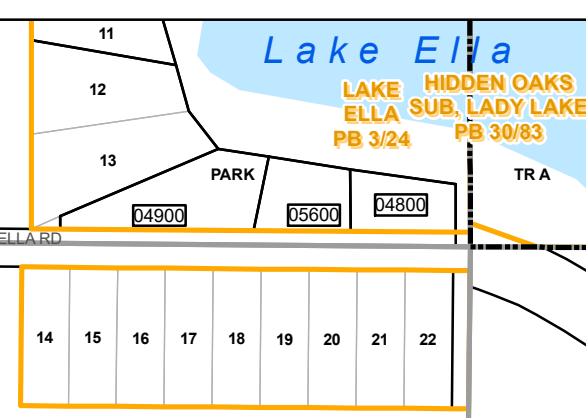 11
Lake Ella
12
LAKE
ELLA
PB 3/24
HIDDEN OAKS
SUB, LADY LAKE
PB 30/83
13
PARK
TR A
04900
05600
04800
ELLA RD
14
15
16
17
18
19
20
21
22